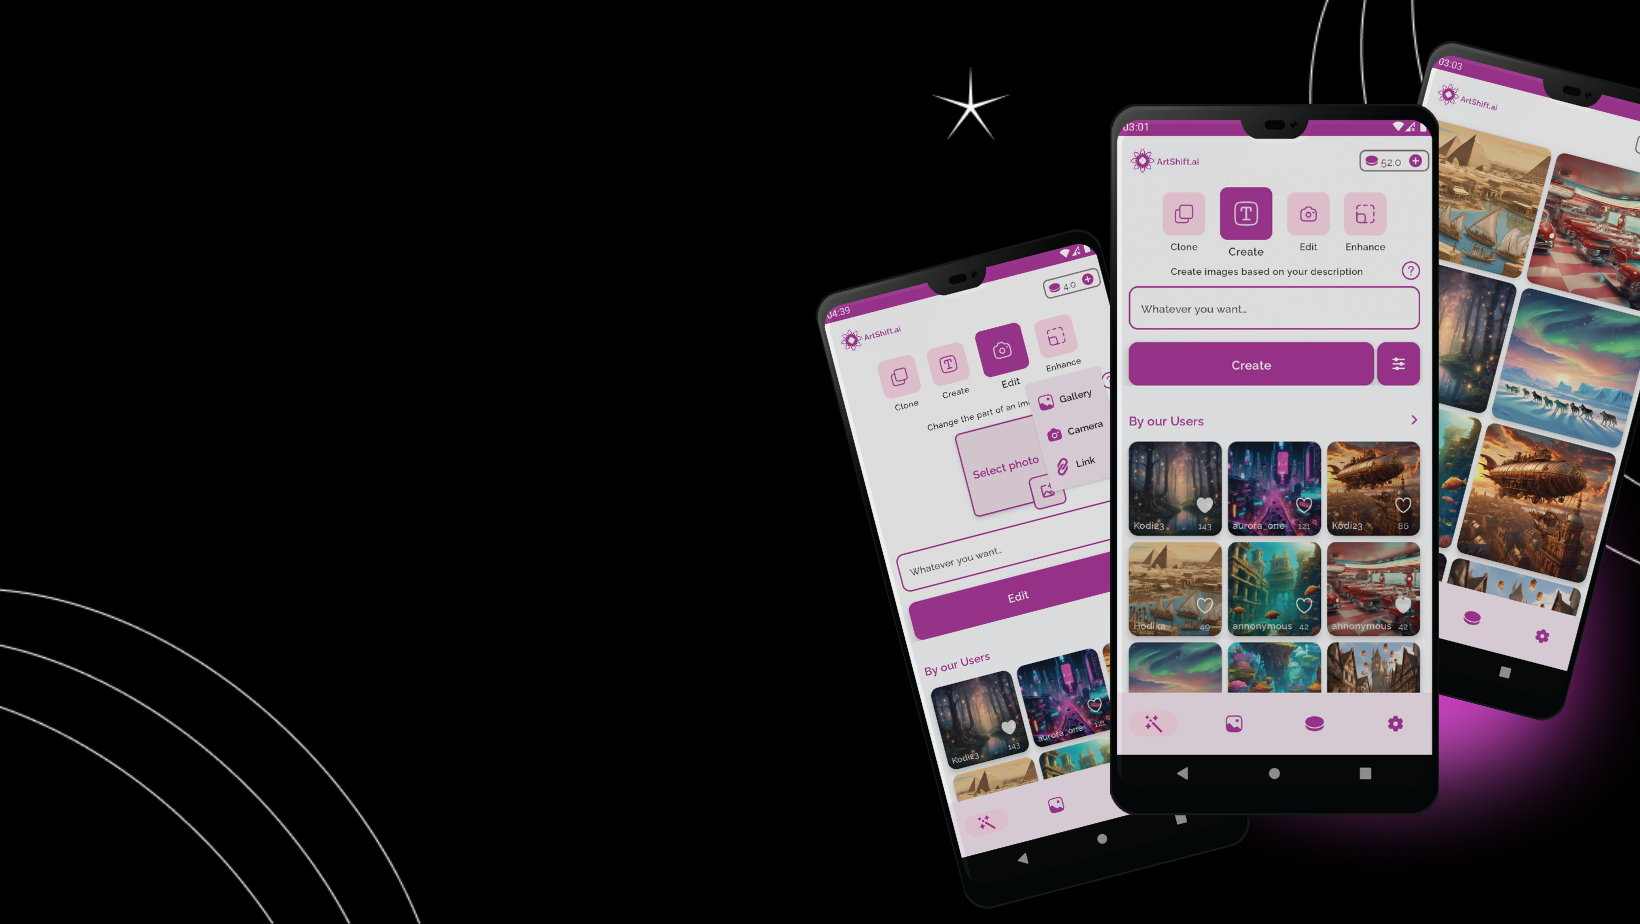 04:39
ArtShift.ai
4.0
Clone
Create
Edit
Enhance
Change the part of an
Gallery
Camera
Link
Select photo
Whatever you want...
Edit
By our Users
Kodi23
143
aurora_one
121
03:01
ArtShift.ai
52.0
Clone
Create
Edit
Enhance
Create images based on your description
?
Whatever you want...
Create
By our Users
Kodi23
143
aurora_one
121
Kodi23
86
Hodika
49
annonymous
42
annonymous
42
03:03
ArtShift.ai